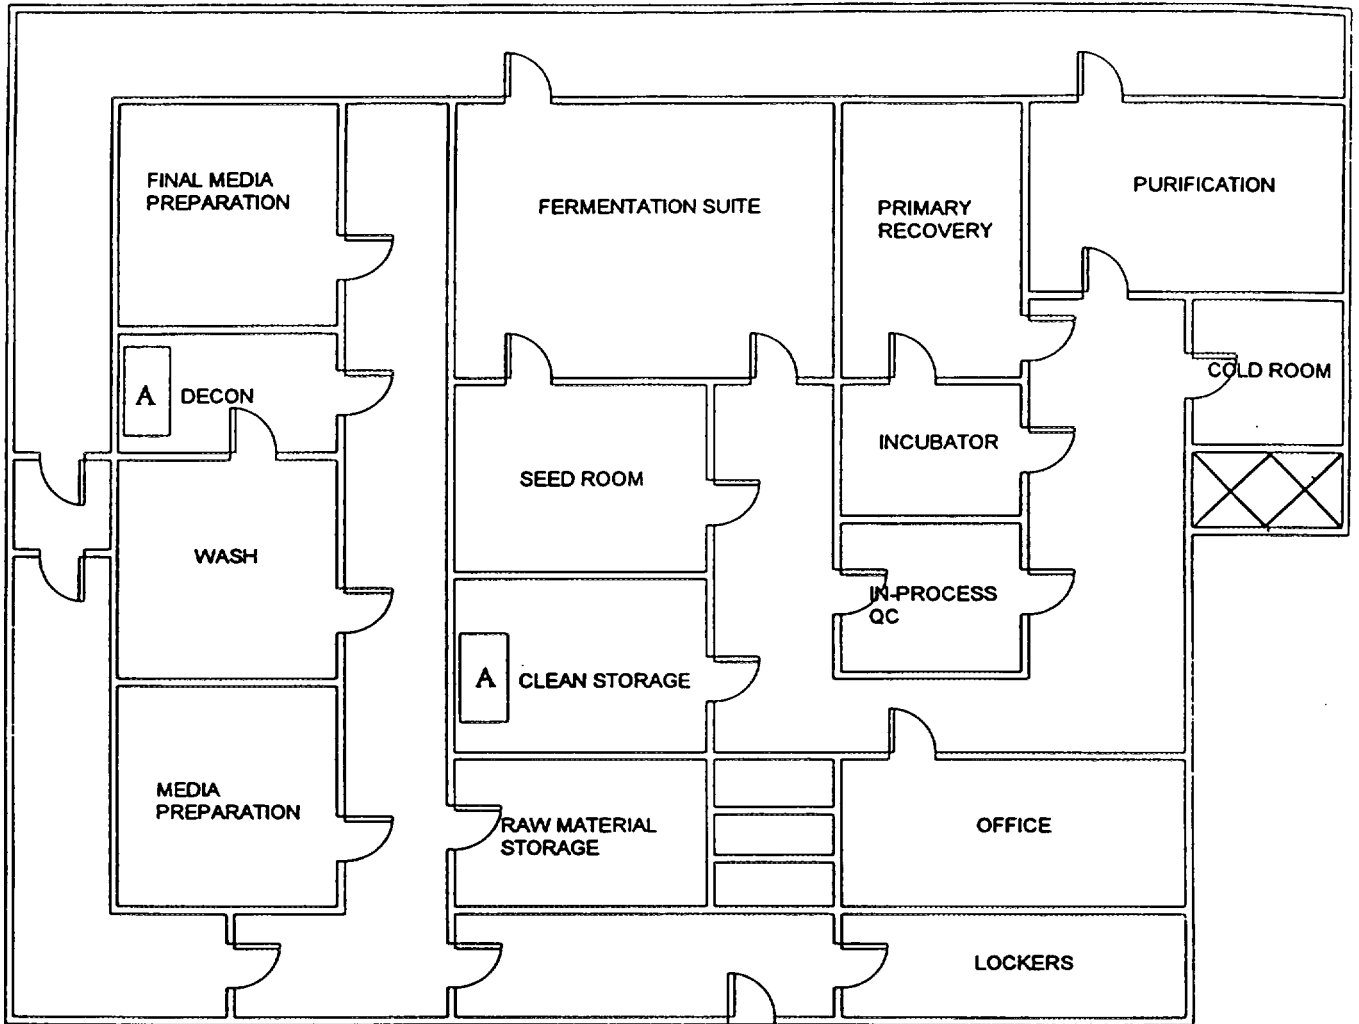 FINAL MEDIA
PREPARATION
FERMENTATION SUITE
PRIMARY
RECOVERY
PURIFICATION
A
DECON
COLD ROOM
INCUBATOR
SEED ROOM
WASH
IN-PROCESS
QC
A
CLEAN STORAGE
MEDIA
PREPARATION
RAW MATERIAL
STORAGE
OFFICE
LOCKERS